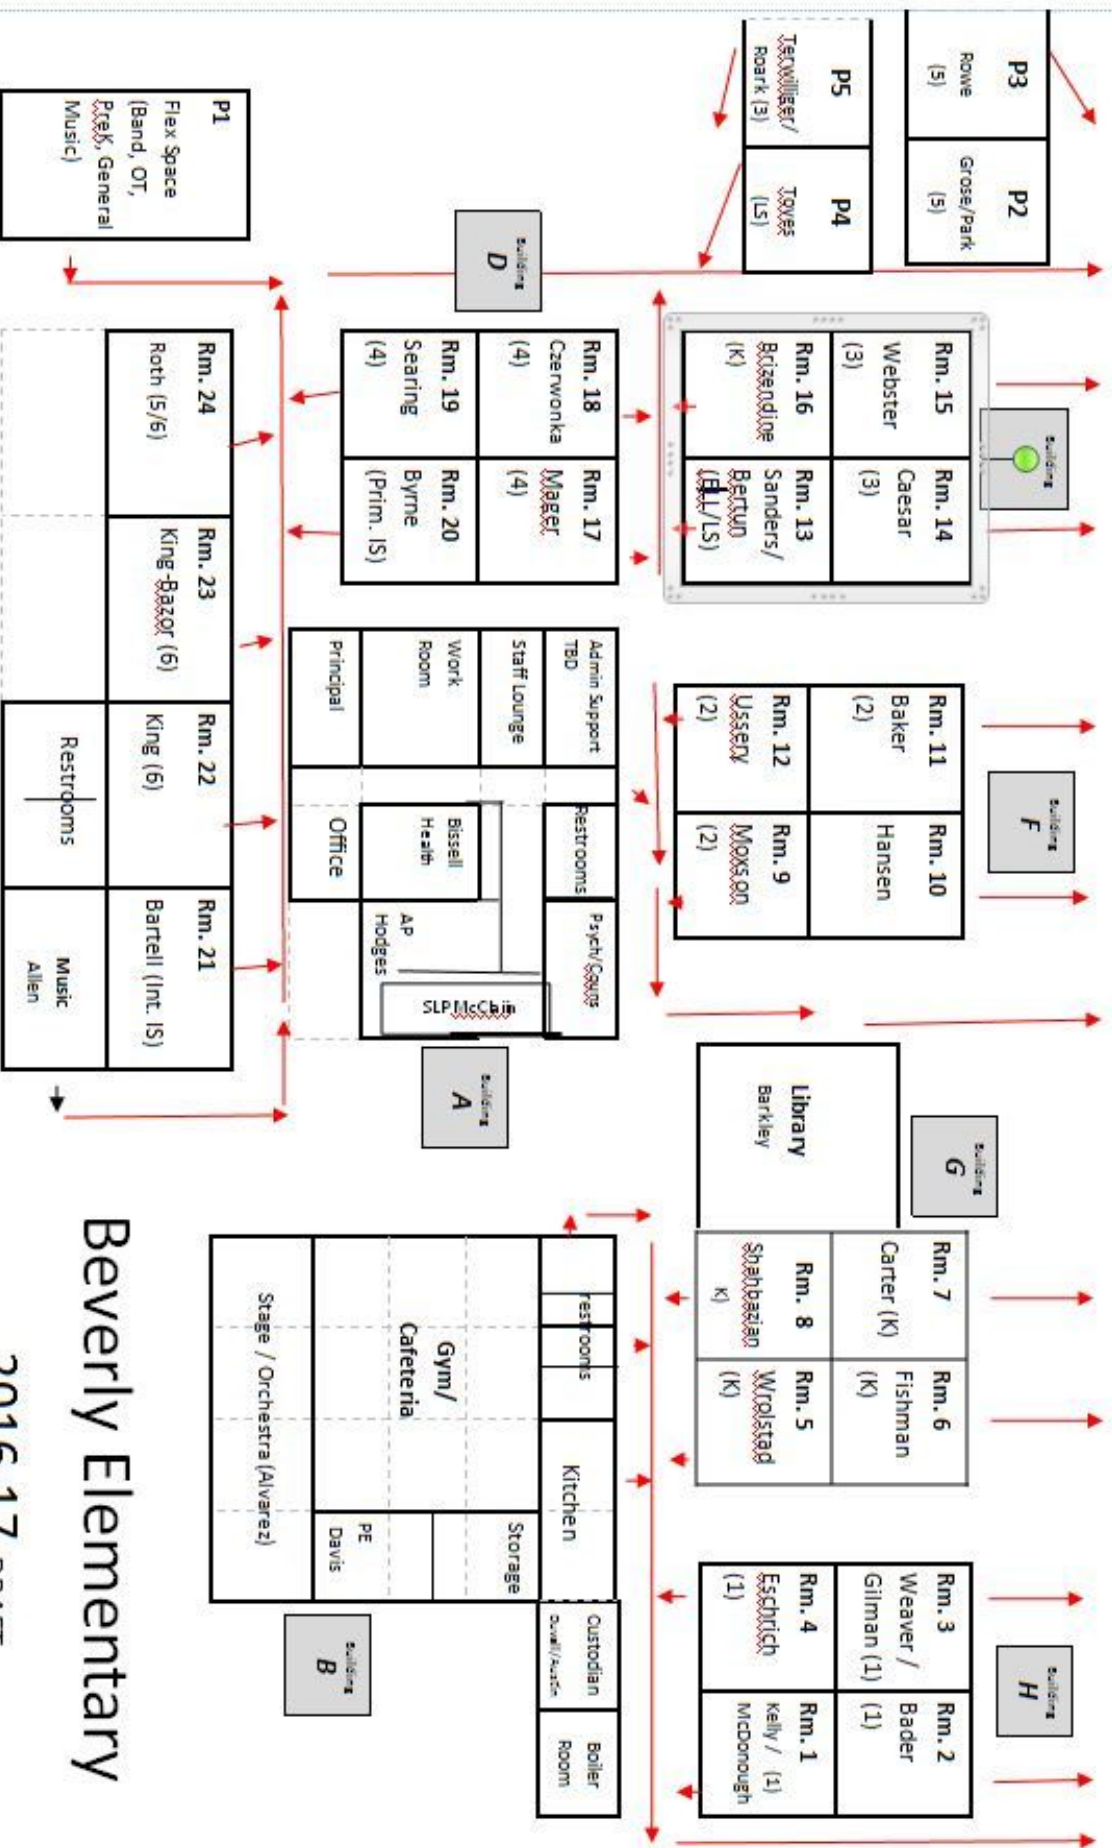 P3
Rowe
(5)
P2
Grose/Park
(5)
P5
Terwilliger/
Roark (3)
P4
Toves
(LS)
P1
Flex Space
(Band, OT,
PreK, General
Music)
Building
Rm. 15
Webster
(3)
Rm. 14
Caesar
(3)
Rm. 16
Brizendine
(K)
Rm. 13
Sanders/
Bertun
(ELL/LS)
Building
D
Rm. 18
Czerwonka
(4)
Rm. 17
Mager
(4)
Rm. 19
Searing
(4)
Rm. 20
Byrne
(Prim. IS)
Rm. 24
Roth (5/6)
Rm. 23
King-Bazor (6)
Rm. 22
King (6)
Rm. 21
Bartell (Int. IS)
Restrooms
Music
Allen
Building
F
Rm. 11
Baker
(2)
Rm. 10
Hansen
Rm. 12
Ussery
(2)
Rm. 9
Moxson
(2)
Admin Support
TBD
Staff Lounge
Work
Room
Principal
Restrooms
Psych/Couns
Bissell
Health
Office
AP
Hodges
Building
A
Building
G
Library
Barkley
Rm. 7
Carter (K)
Rm. 6
Fishman
(K)
Rm. 8
Shahbazian
K)
Rm. 5
Wrolstad
(K)
restrooms
Kitchen
Gym/
Cafeteria
Storage
PE
Davis
Stage / Orchestra (Alvarez)
Custodian
Duvall/Austin
Boiler
Room
Building
B
Building
H
Rm. 3
Weaver /
Gilman (1)
Rm. 2
Bader
(1)
Rm. 4
Eschrich
(1)
Rm. 1
Kelly / (1)
McDonough
Beverly Elementary